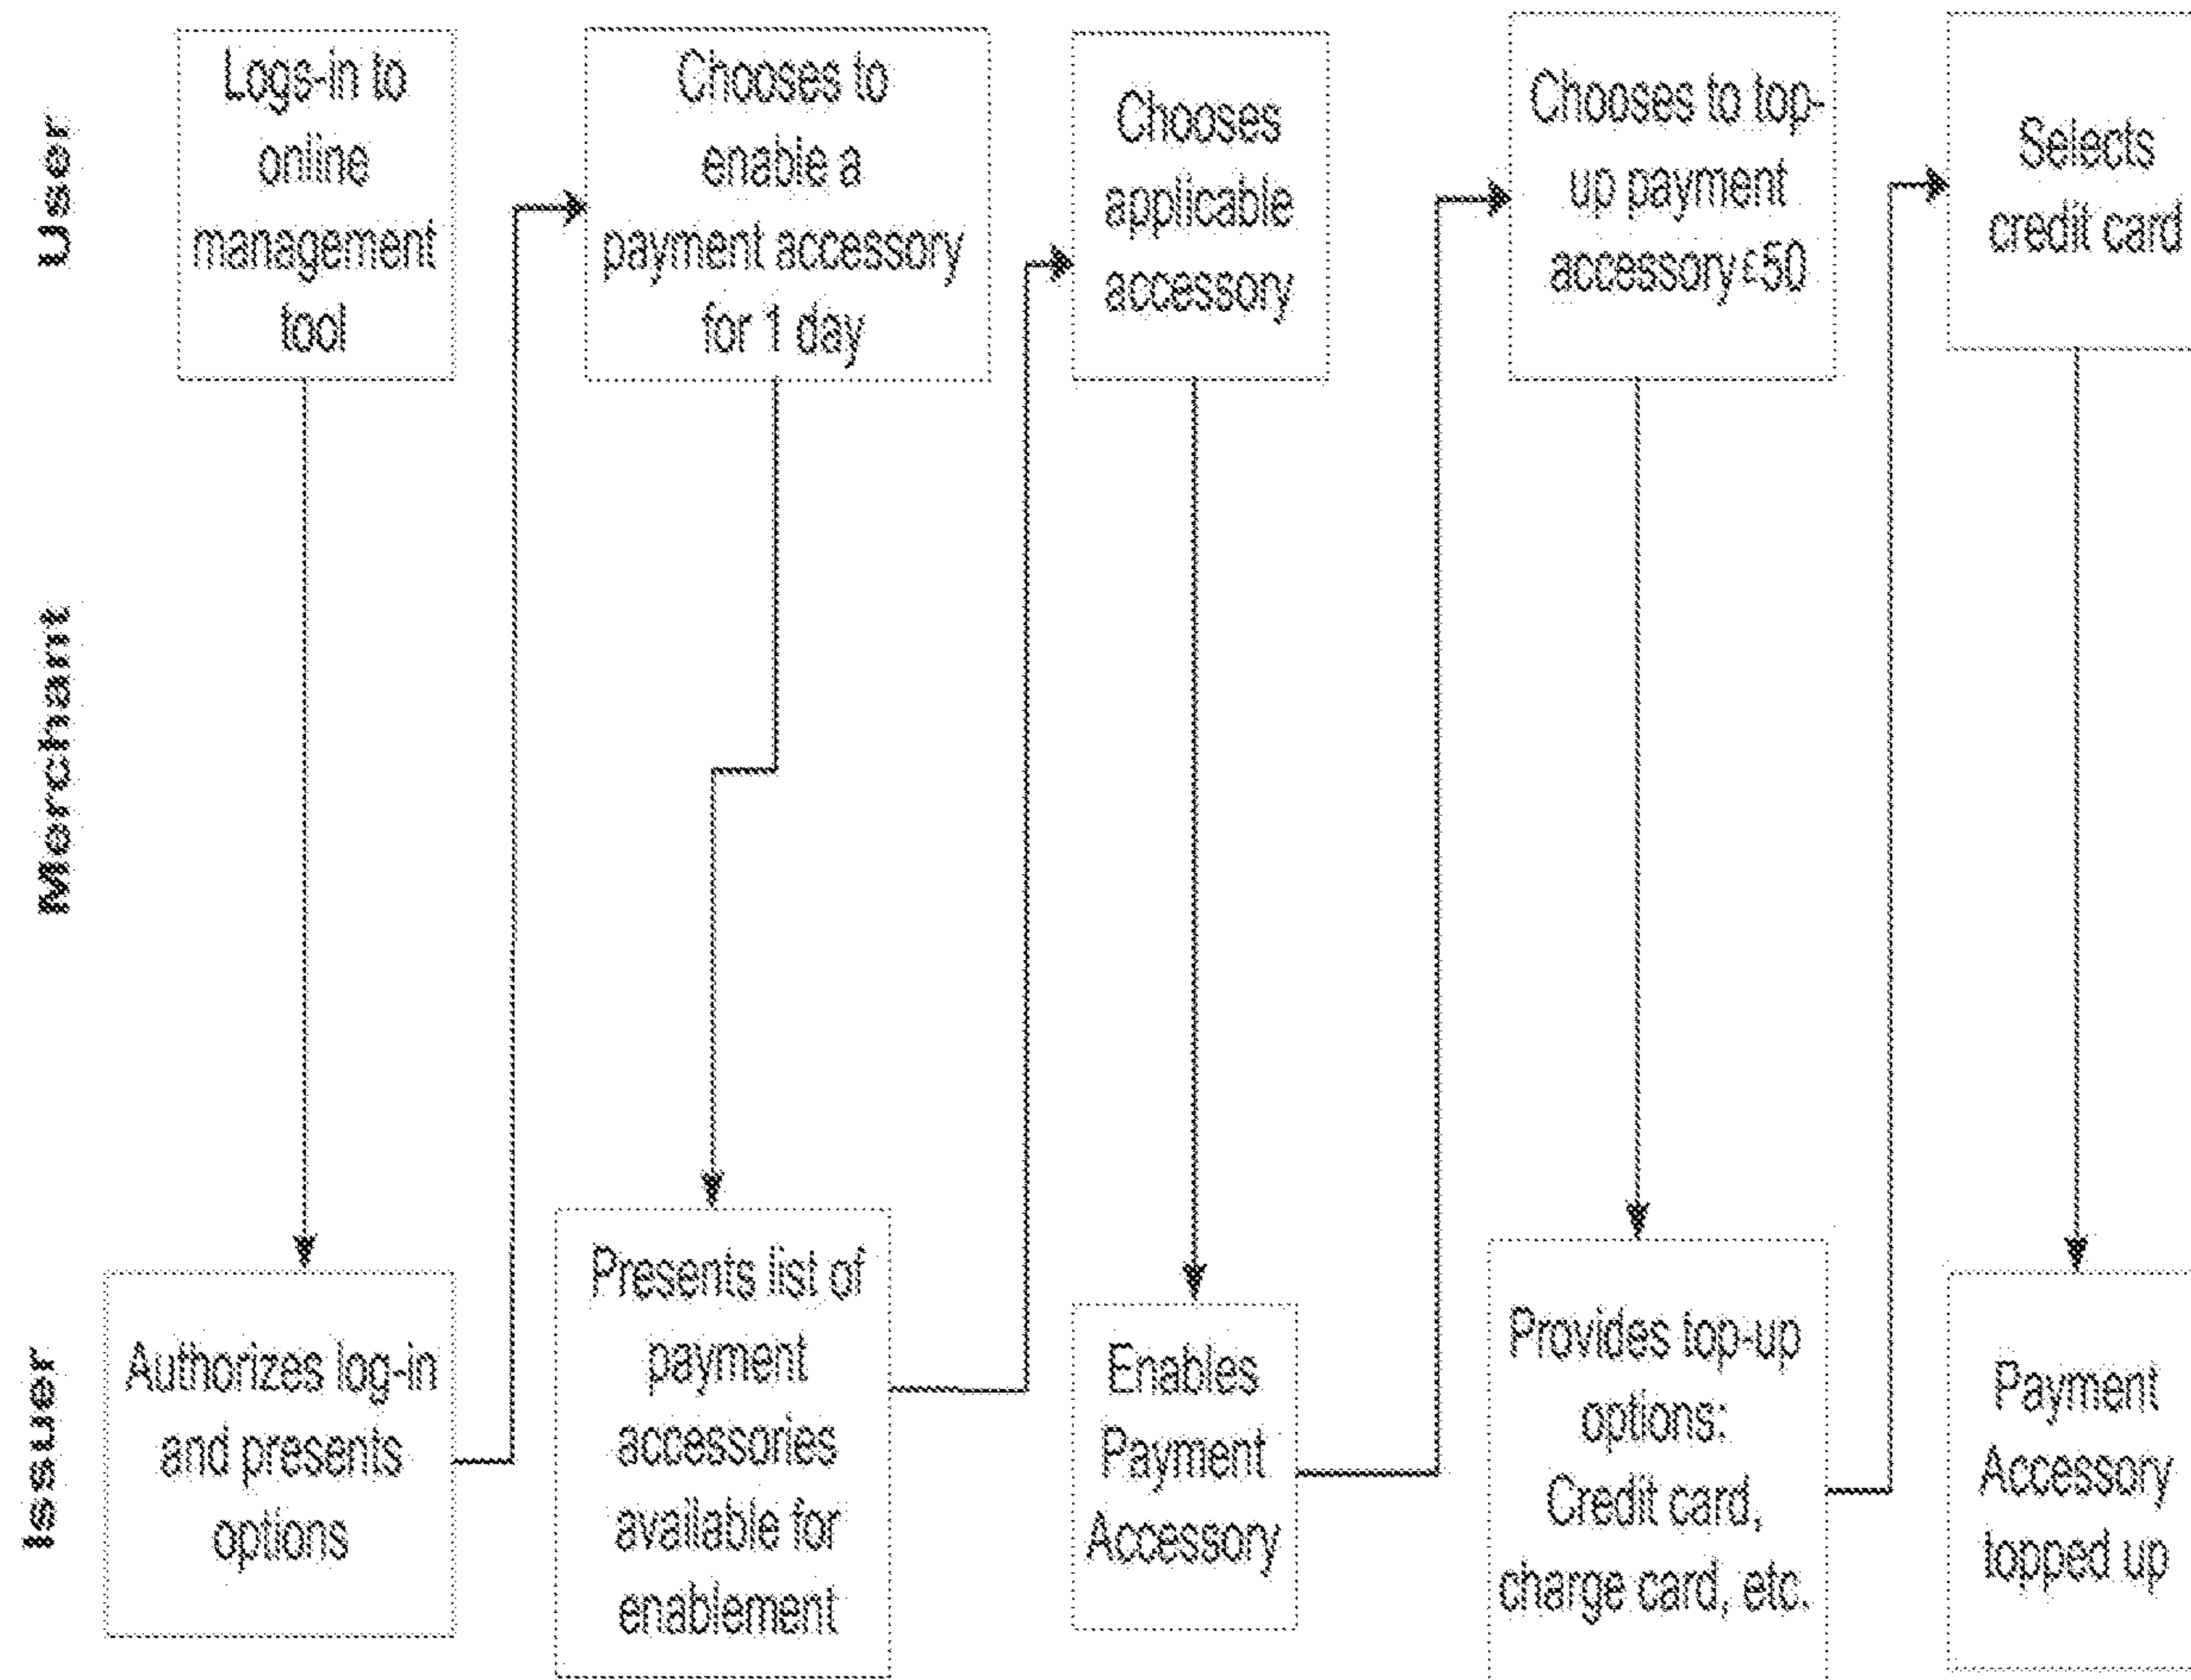 User
Logs-in to
online
management
tool
Chooses to
enable a
payment accessory
for 1 day
Chooses
applicable
accessory
Chooses to top-
up payment
accessory £50
Selects
credit card
Merchant
Issuer
Authorizes log-in
and presents
options
Presents list of
payment
accessories
available for
enablement
Enables
Payment
Accessory
Provides top-up
options:
Credit card,
charge card, etc.
Payment
Accessory
topped up